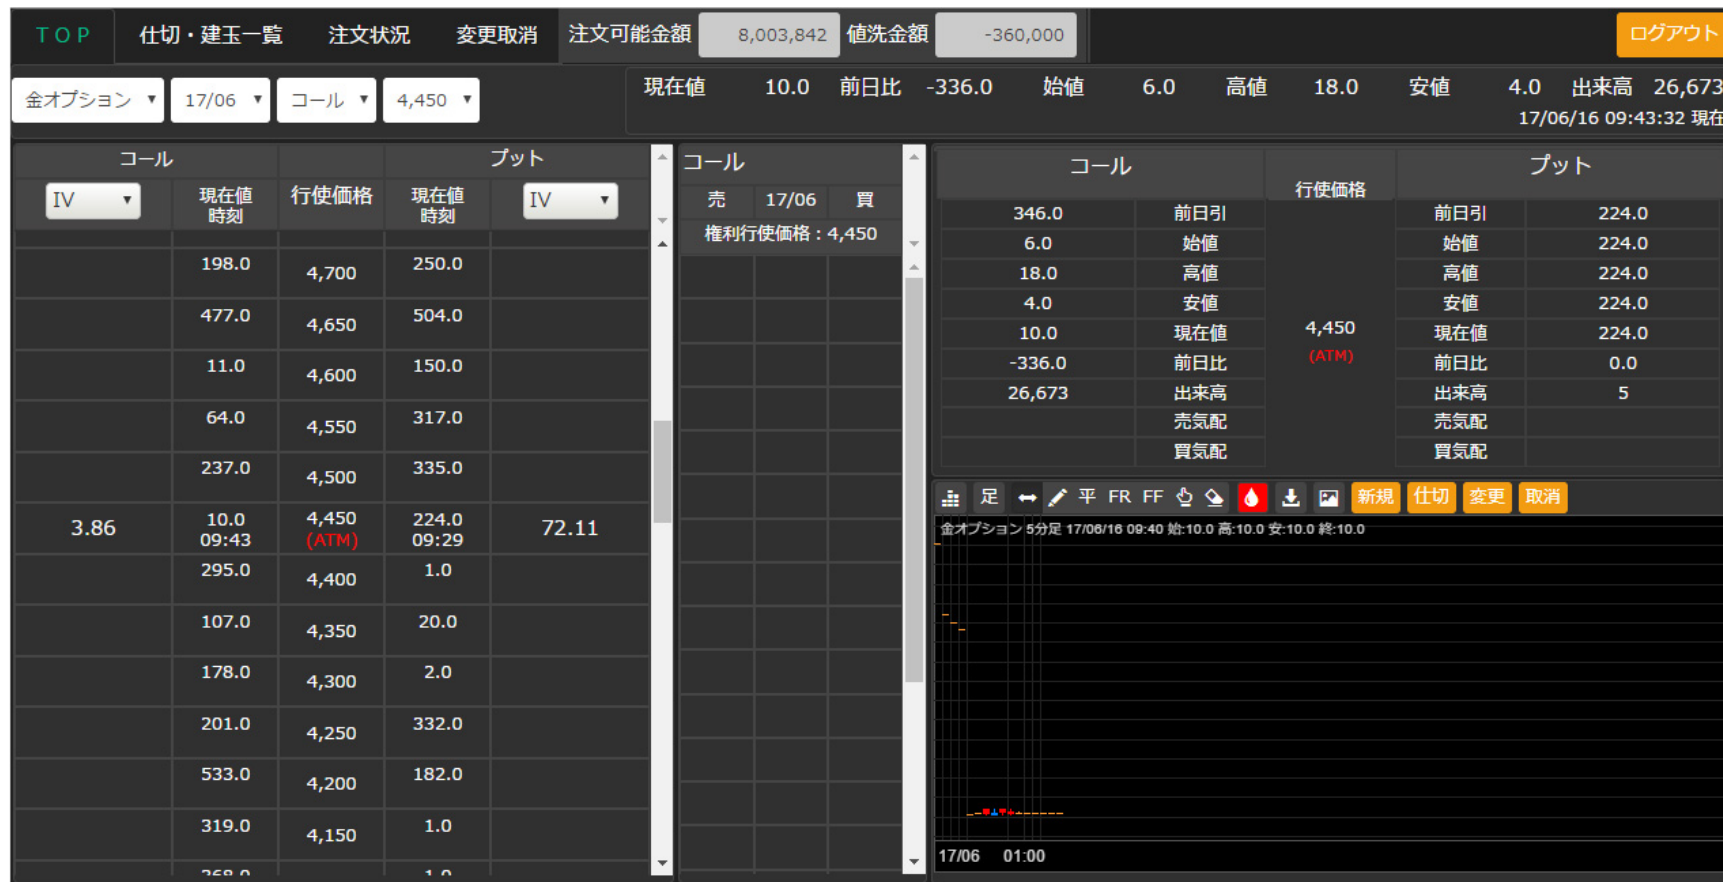 TOP 仕切・建玉一覧 注文状況 変更取消 注文可能金額 8,003,842 値洗金額 -360,000 ログアウト
金オプション 17/06 コール 4,450
現在値 10.0 前日比 -336.0 始値 6.0 高値 18.0 安値 4.0 出来高 26,673
17/06/16 09:43:32 現在
コール プット
IV 現在値 時刻 行使価格 現在値 時刻 IV
198.0 4,700 250.0
477.0 4,650 504.0
11.0 4,600 150.0
64.0 4,550 317.0
237.0 4,500 335.0
3.86 10.0 09:43 4,450 (ATM) 224.0 09:29 72.11
295.0 4,400 1.0
107.0 4,350 20.0
178.0 4,300 2.0
201.0 4,250 332.0
533.0 4,200 182.0
319.0 4,150 1.0
コール
売 17/06 買
権利行使価格:4,450
コール 行使価格 プット
346.0 前日引 前日引 224.0
6.0 始値 始値 224.0
18.0 高値 高値 224.0
4.0 安値 安値 224.0
10.0 現在値 4,450 現在値 224.0
-336.0 前日比 (ATM) 前日比 0.0
26,673 出来高 出来高 5
売気配 売気配
買気配 買気配
足 平 FR FF 新規 仕切 変更 取消
金オプション 5分足 17/06/16 09:40 始:10.0 高:10.0 安:10.0 終:10.0
17/06 01:00